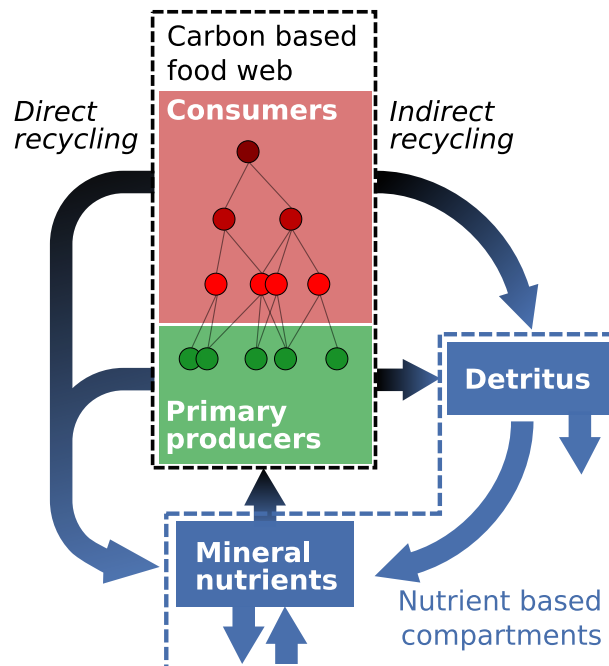 Carbon based
food web
Direct
recycling
Consumers
Indirect
recycling
Primary
producers
Detritus
Mineral
nutrients
Nutrient based
compartments